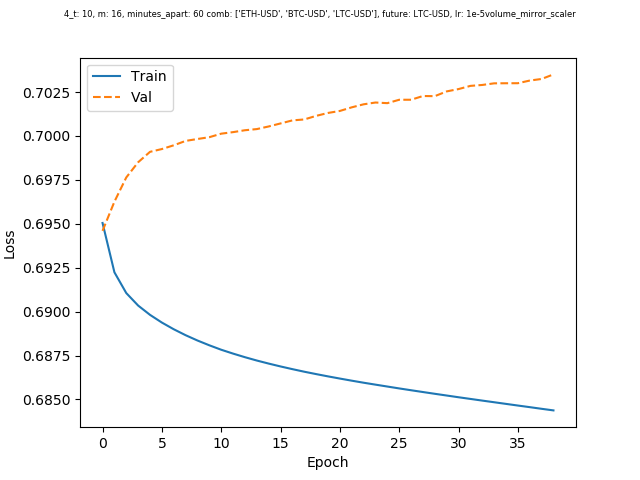 4_t: 10, m: 16, minutes_apart: 60 comb: ['ETH-USD', 'BTC-USD', 'LTC-USD'], future: LTC-USD, lr: 1e-5volume_mirror_scaler
Train
Val
0.7025
0.7000
0.6975
0.6950
0.6925
0.6900
0.6875
0.6850
Loss
0 5 10 15 20 25 30 35
Epoch